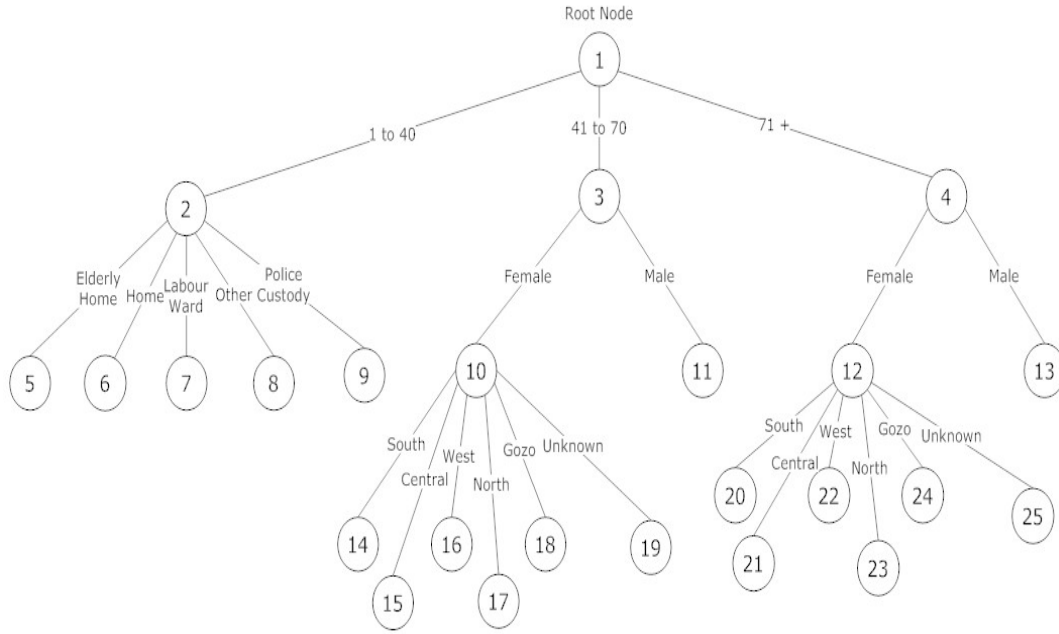 Root Node
1
1 to 40
41 to 70
71 +
2
3
4
Elderly
Home
Home
Labour
Ward
Other
Police
Custody
Female
Male
Female
Male
5
6
7
8
9
10
11
12
13
South
Central
West
North
Gozo
Unknown
South
Central
West
North
Gozo
Unknown
14
15
16
17
18
19
20
21
22
23
24
25